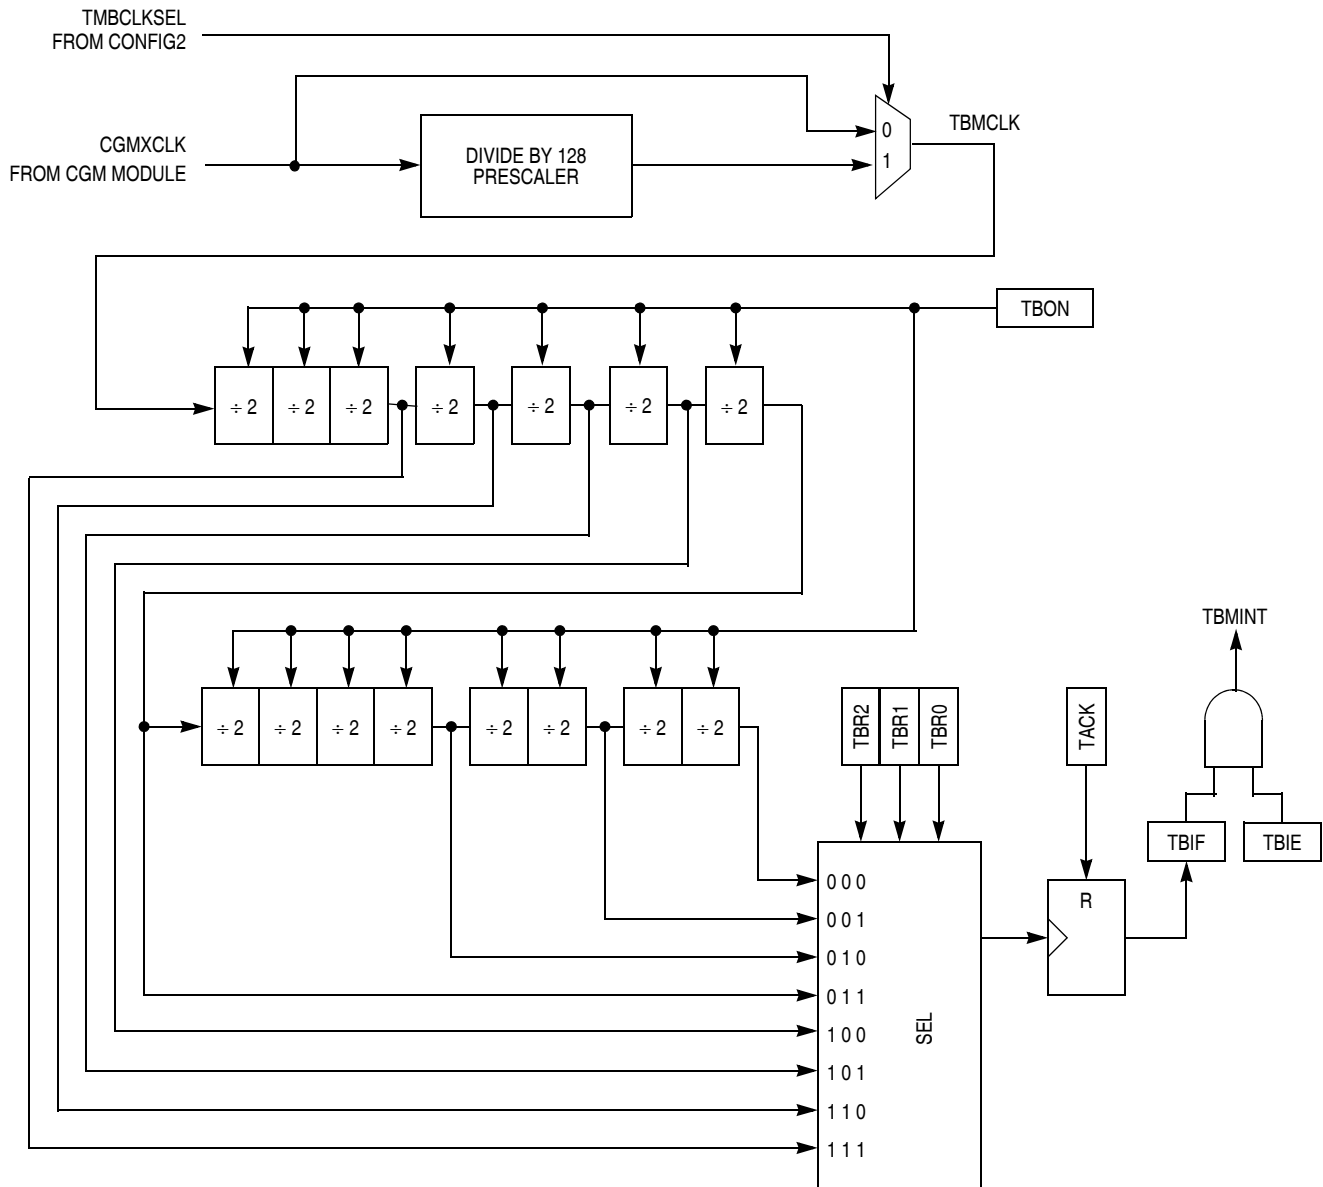 TMBCLKSEL
FROM CONFIG2
CGMXCLK
FROM CGM MODULE
DIVIDE BY 128
PRESCALER
0
1
TBMCLK
TBON
÷ 2
÷ 2
÷ 2
÷ 2
÷ 2
÷ 2
÷ 2
TBMINT
÷ 2
÷ 2
÷ 2
÷ 2
÷ 2
÷ 2
÷ 2
÷ 2
TBR2
TBR1
TBR0
TACK
TBIF
TBIE
0 0 0
0 0 1
0 1 0
0 1 1
1 0 0
1 0 1
1 1 0
1 1 1
SEL
R